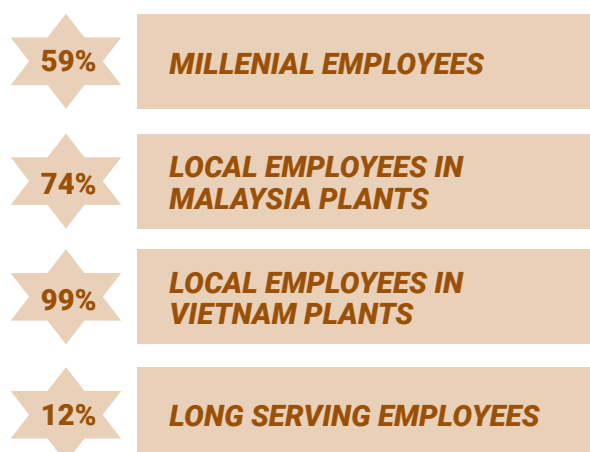 59%
MILLENIAL EMPLOYEES
74%
LOCAL EMPLOYEES IN
MALAYSIA PLANTS
99%
LOCAL EMPLOYEES IN
VIETNAM PLANTS
12%
LONG SERVING EMPLOYEES